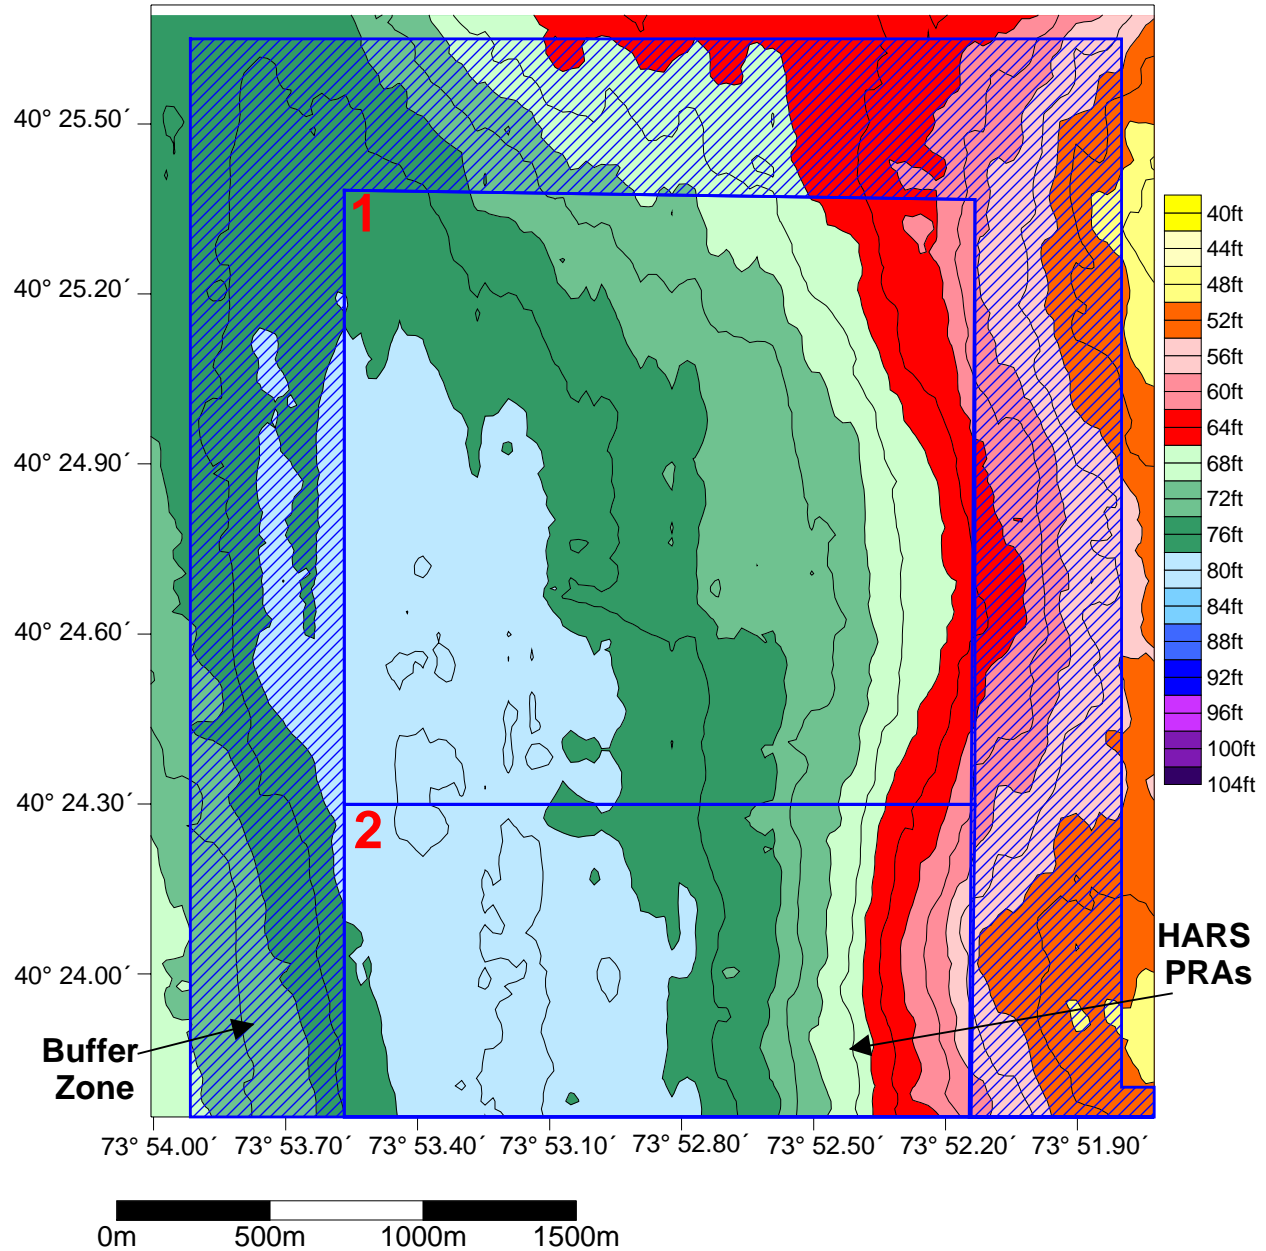 1
2
40° 25.50´
40° 25.20´
40° 24.90´
40° 24.60´
40° 24.30´
40° 24.00´
40ft
44ft
48ft
52ft
56ft
60ft
64ft
68ft
72ft
76ft
80ft
84ft
88ft
92ft
96ft
100ft
104ft
HARS
PRAs
Buffer
Zone
73° 54.00´ 73° 53.70´ 73° 53.40´ 73° 53.10´ 73° 52.80´ 73° 52.50´ 73° 52.20´ 73° 51.90´
0m 500m 1000m 1500m